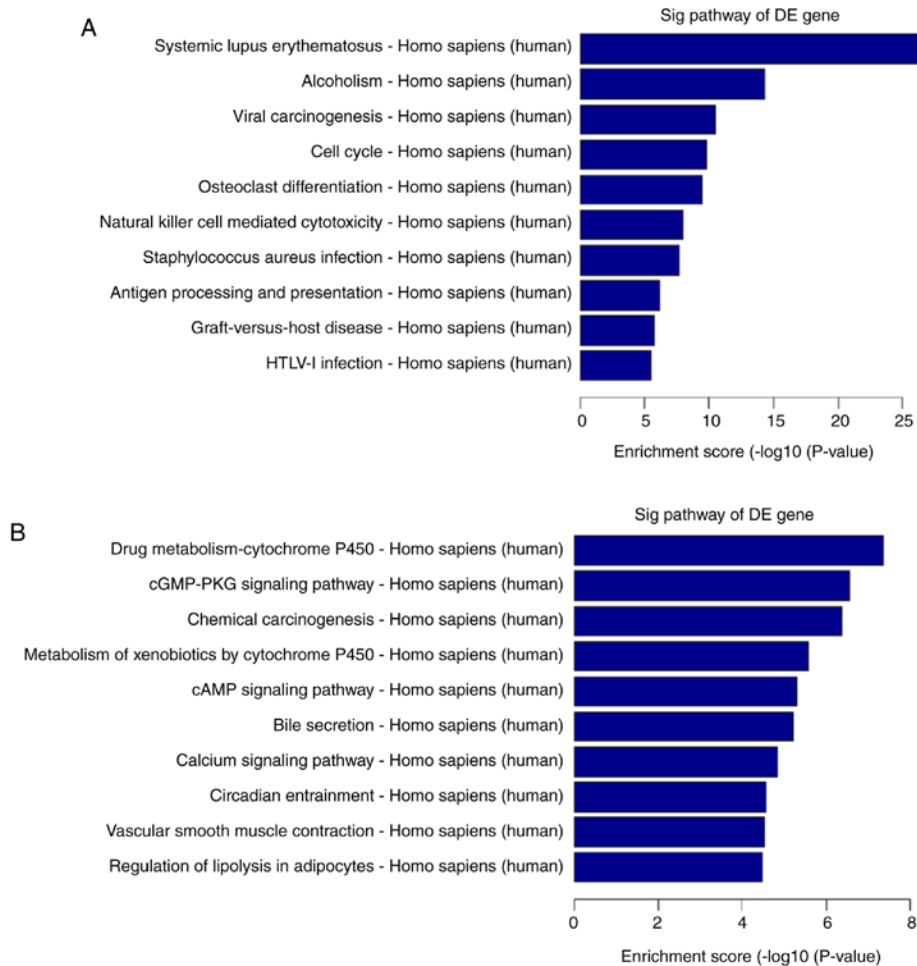 A
Sig pathway of DE gene
Systemic lupus erythematosus - Homo sapiens (human)
Alcoholism - Homo sapiens (human)
Viral carcinogenesis - Homo sapiens (human)
Cell cycle - Homo sapiens (human)
Osteoclast differentiation - Homo sapiens (human)
Natural killer cell mediated cytotoxicity - Homo sapiens (human)
Staphylococcus aureus infection - Homo sapiens (human)
Antigen processing and presentation - Homo sapiens (human)
Graft-versus-host disease - Homo sapiens (human)
HTLV-I infection - Homo sapiens (human)
0 5 10 15 20 25
Enrichment score (-log10 (P-value)
B
Sig pathway of DE gene
Drug metabolism-cytochrome P450 - Homo sapiens (human)
cGMP-PKG signaling pathway - Homo sapiens (human)
Chemical carcinogenesis - Homo sapiens (human)
Metabolism of xenobiotics by cytochrome P450 - Homo sapiens (human)
cAMP signaling pathway - Homo sapiens (human)
Bile secretion - Homo sapiens (human)
Calcium signaling pathway - Homo sapiens (human)
Circadian entrainment - Homo sapiens (human)
Vascular smooth muscle contraction - Homo sapiens (human)
Regulation of lipolysis in adipocytes - Homo sapiens (human)
0 2 4 6 8
Enrichment score (-log10 (P-value)